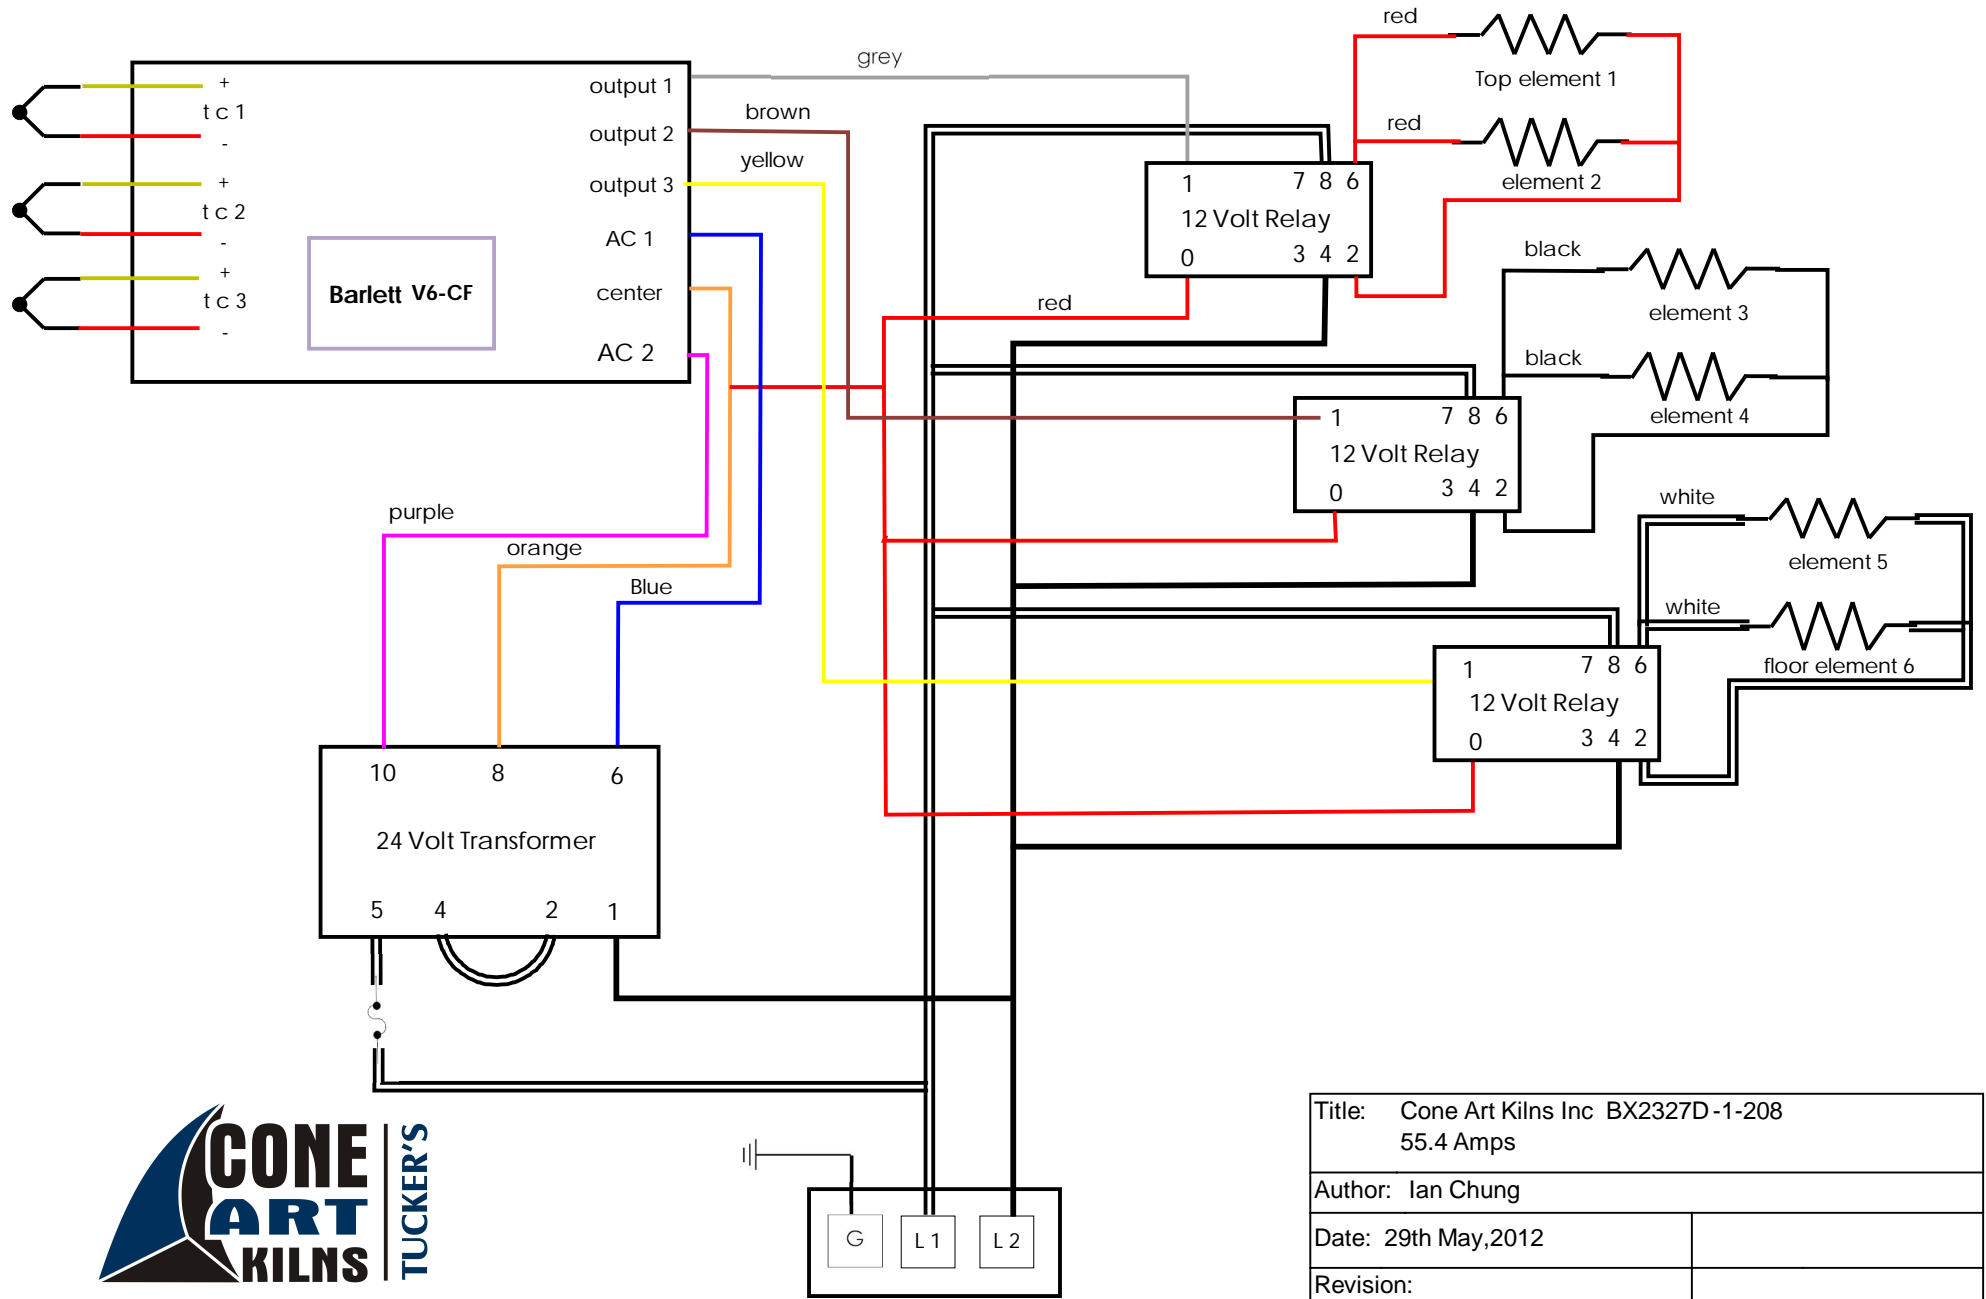 red
grey
Top element 1
+
t c 1
-
output 1
brown
red
output 2
yellow
element 2
+
t c 2
-
output 3
1 7 8 6
12 Volt Relay
0 3 4 2
AC 1
black
+
t c 3
-
Barlett V6-CF
center
red
element 3
AC 2
black
element 4
1 7 8 6
12 Volt Relay
0 3 4 2
purple
orange
white
element 5
Blue
white
floor element 6
1 7 8 6
12 Volt Relay
0 3 4 2
10 8 6
24 Volt Transformer
5 4 2 1
G L 1 L 2
CONE
ART
KILNS
TUCKER'S
Title: Cone Art Kilns Inc BX2327D-1-208
55.4 Amps
Author: Ian Chung
Date: 29th May,2012
Revision: